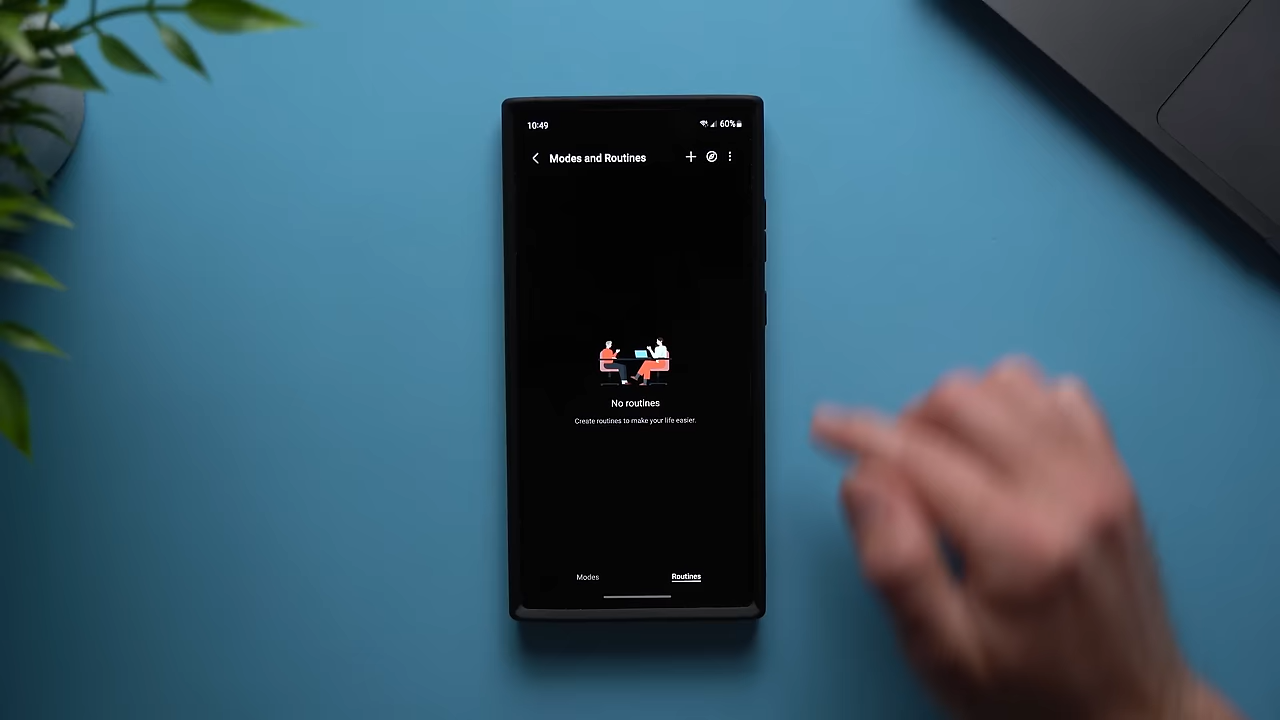 10:49
60%
Modes and Routines
No routines
Create routines to make your life easier.
Modes
Routines